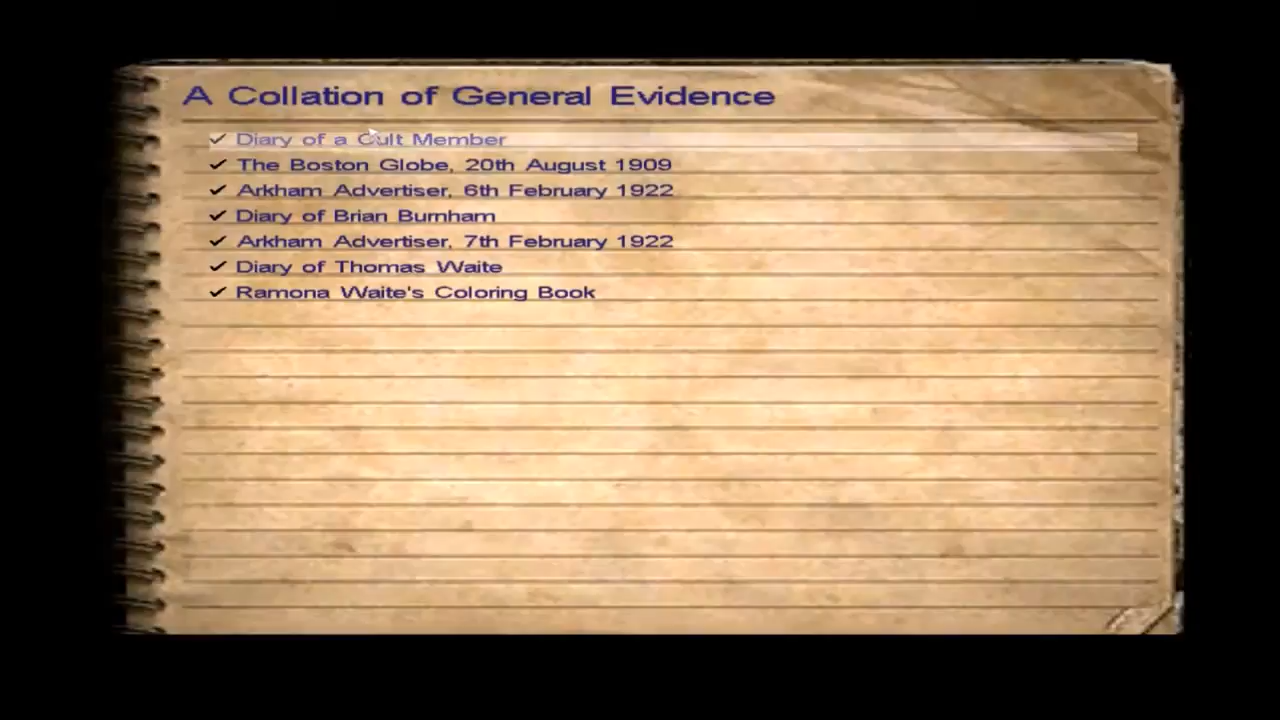 A Collation of General Evidence
✓ Diary of a Cult Member
✓ The Boston Globe, 20th August 1909
✓ Arkham Advertiser, 6th February 1922
✓ Diary of Brian Burnham
✓ Arkham Advertiser, 7th February 1922
✓ Diary of Thomas Waite
✓ Ramona Waite's Coloring Book